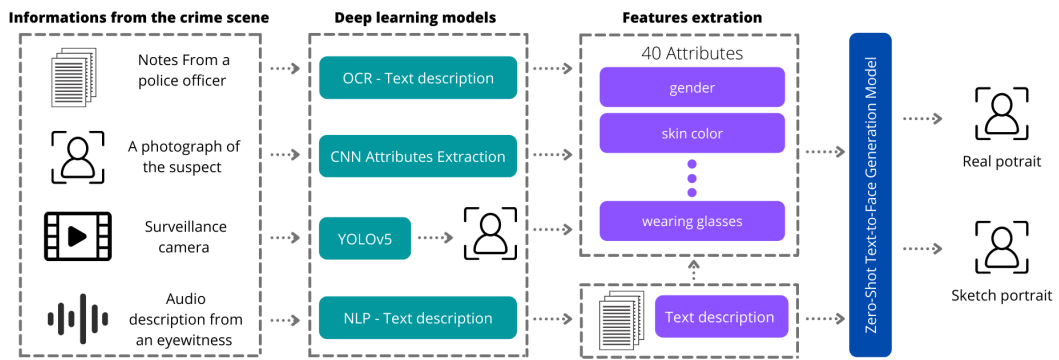 Informations from the crime scene
Deep learning models
Features extration
Notes From a
police officer
OCR - Text description
40 Attributes
gender
skin color
A photograph of
the suspect
CNN Attributes Extraction
Surveillance
camera
YOLOv5
wearing glasses
Audio
description from
an eyewitness
NLP - Text description
Text description
Zero-Shot Text-to-Face Generation Model
Real potrait
Sketch portrait